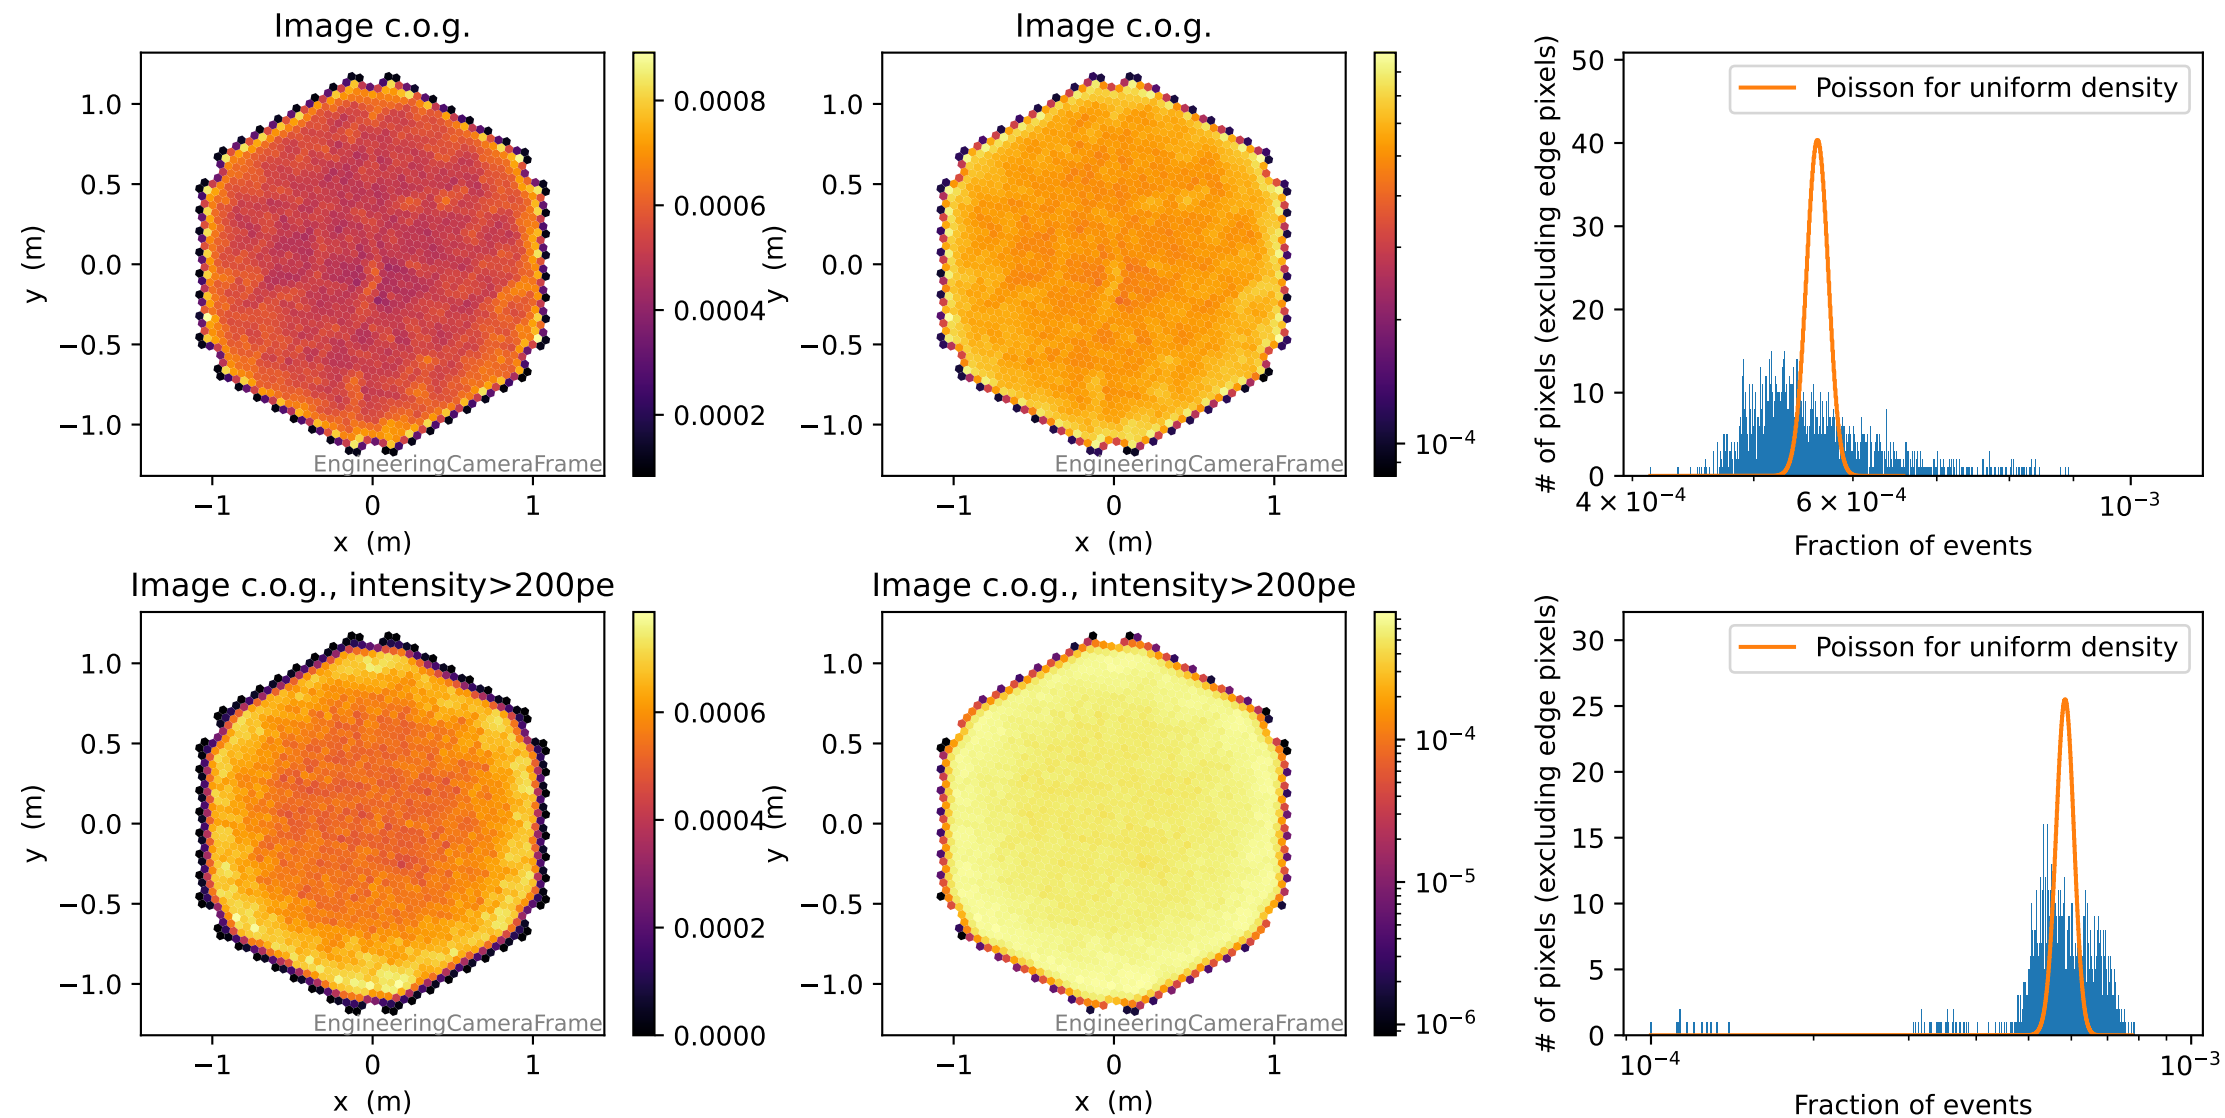 Image c.o.g.
1.0
0.5
0.0
−0.5
−1.0
y (m)
−1
0
1
x (m)
EngineeringCameraFrame
0.0008
0.0006
0.0004
0.0002
Image c.o.g.
1.0
0.5
0.0
−0.5
−1.0
y (m)
−1
0
1
x (m)
EngineeringCameraFrame
10⁻⁴
# of pixels (excluding edge pixels)
50
40
30
20
10
0
Poisson for uniform density
4 × 10⁻⁴
6 × 10⁻⁴
10⁻³
Fraction of events
Image c.o.g., intensity>200pe
1.0
0.5
0.0
−0.5
−1.0
y (m)
−1
0
1
x (m)
EngineeringCameraFrame
0.0006
0.0004
0.0002
0.0000
Image c.o.g., intensity>200pe
1.0
0.5
0.0
−0.5
−1.0
y (m)
−1
0
1
x (m)
EngineeringCameraFrame
10⁻⁴
10⁻⁵
10⁻⁶
# of pixels (excluding edge pixels)
30
25
20
15
10
5
0
Poisson for uniform density
10⁻⁴
10⁻³
Fraction of events